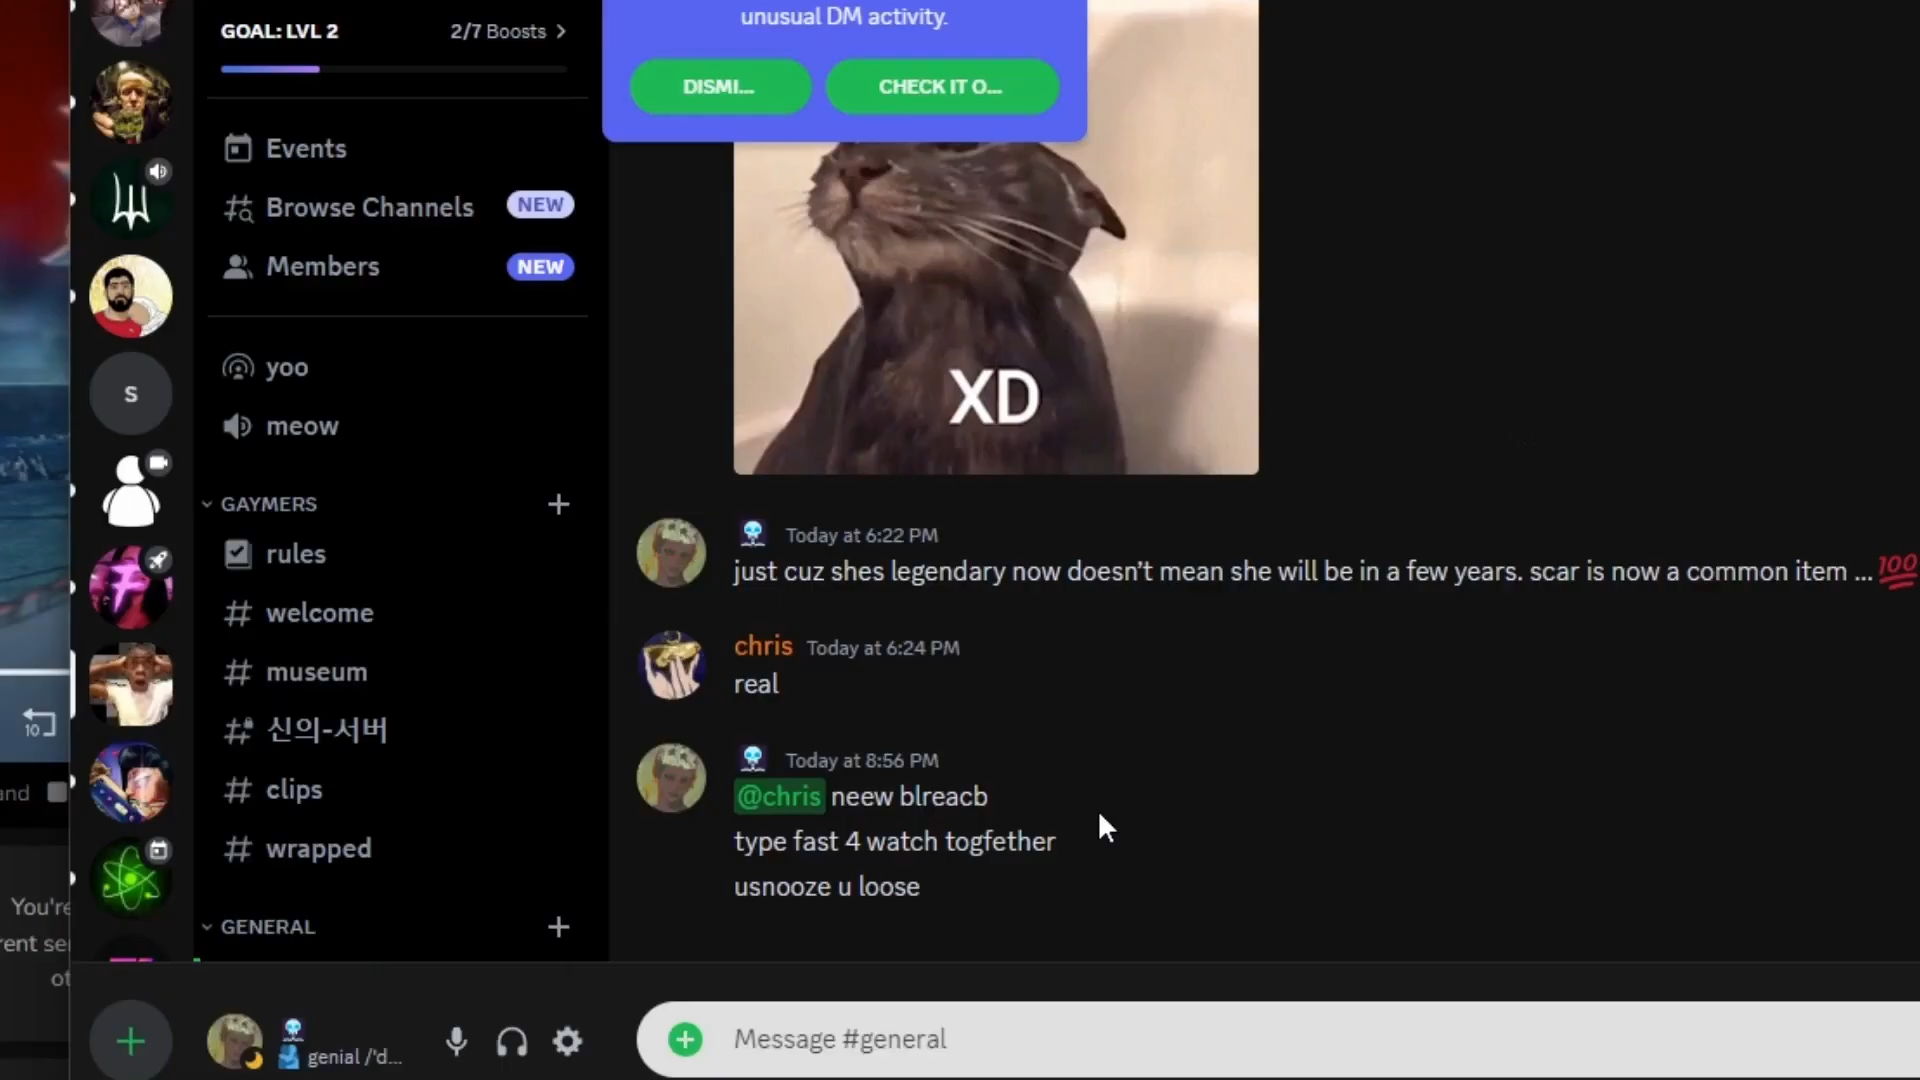 GOAL: LVL 2
2/7 Boosts
Events
Browse Channels
NEW
Members
NEW
yoo
meow
GAYMERS
rules
welcome
museum
신의-서버
clips
wrapped
GENERAL
genial /'d...
unusual DM activity.
DISMI...
CHECK IT O...
XD
Today at 6:22 PM
just cuz shes legendary now doesn't mean she will be in a few years. scar is now a common item ... 100
chris Today at 6:24 PM
real
Today at 8:56 PM
@chris neew blreacb
type fast 4 watch togfether
usnooze u loose
Message #general
S
10
and
You're
rent se
of